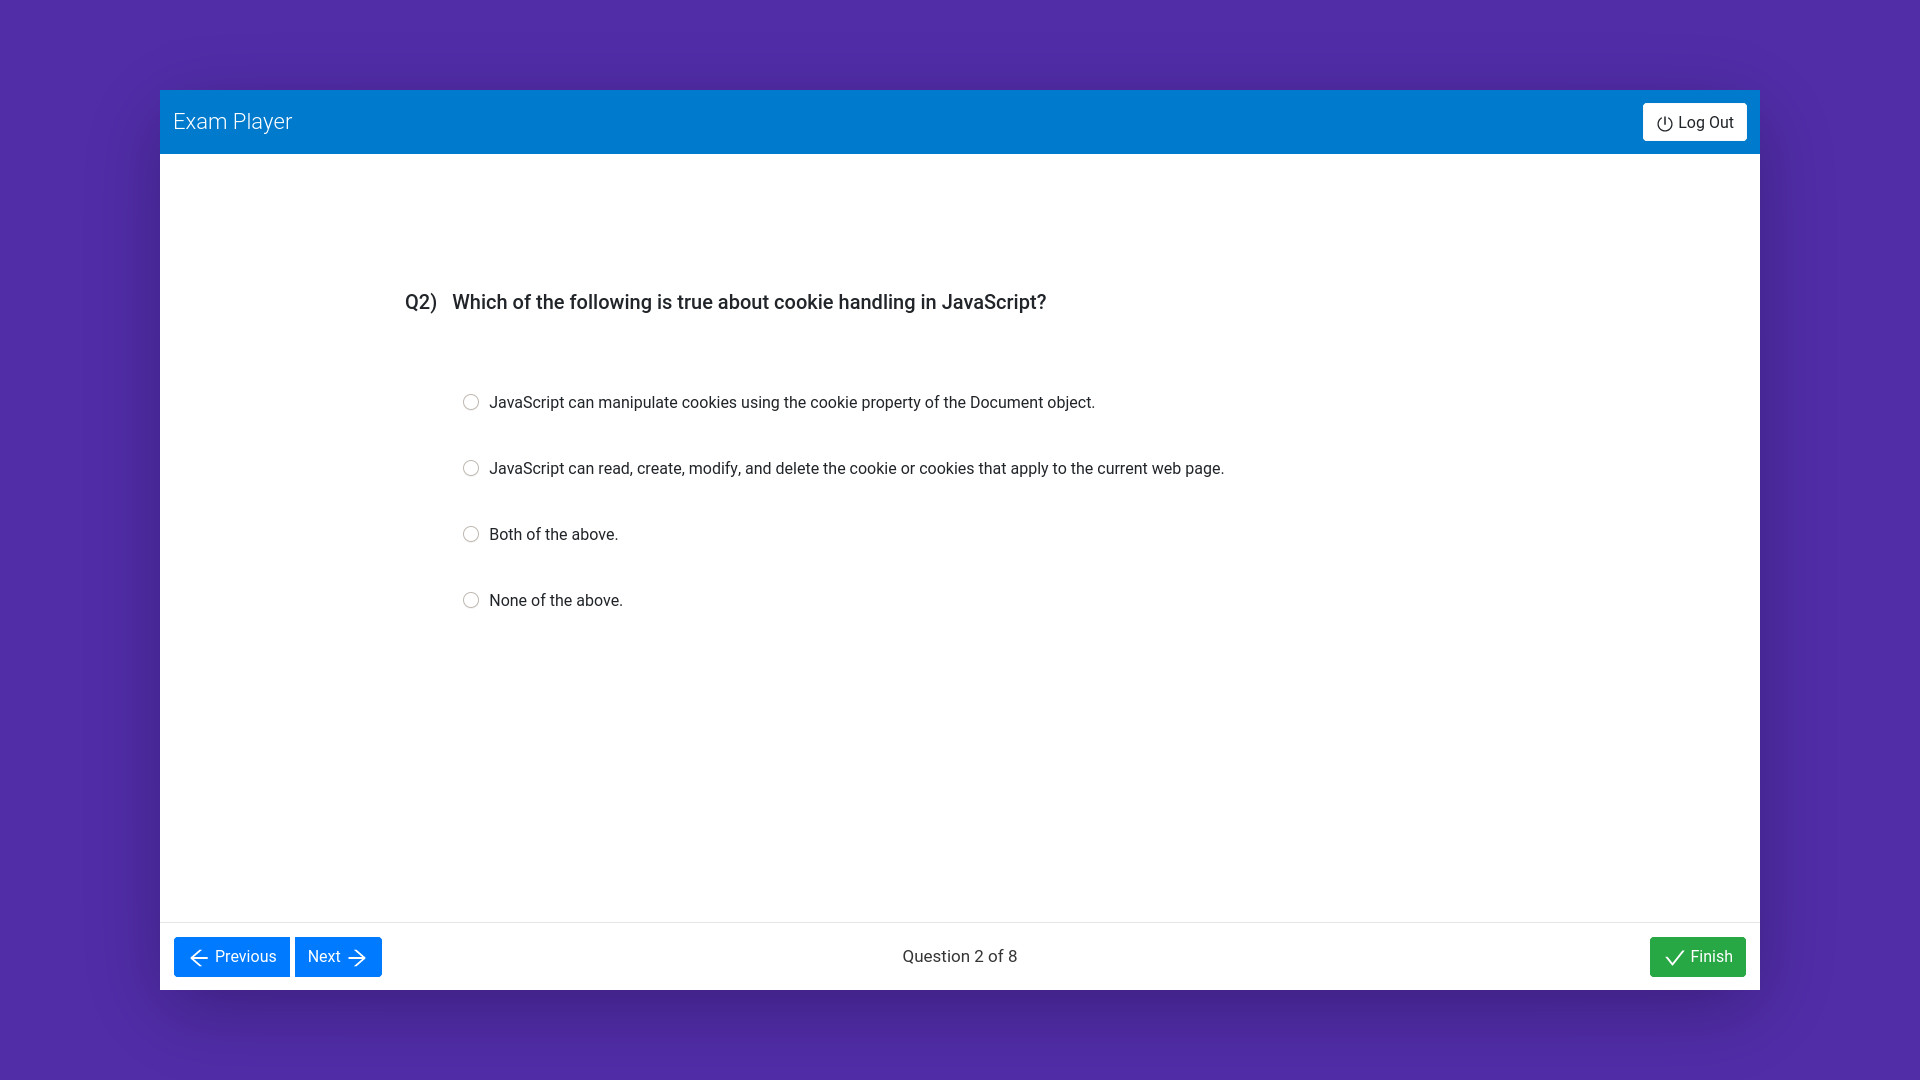 Exam Player
Log Out
Q2) Which of the following is true about cookie handling in JavaScript?
JavaScript can manipulate cookies using the cookie property of the Document object.
JavaScript can read, create, modify, and delete the cookie or cookies that apply to the current web page.
Both of the above.
None of the above.
Previous
Next
Question 2 of 8
Finish